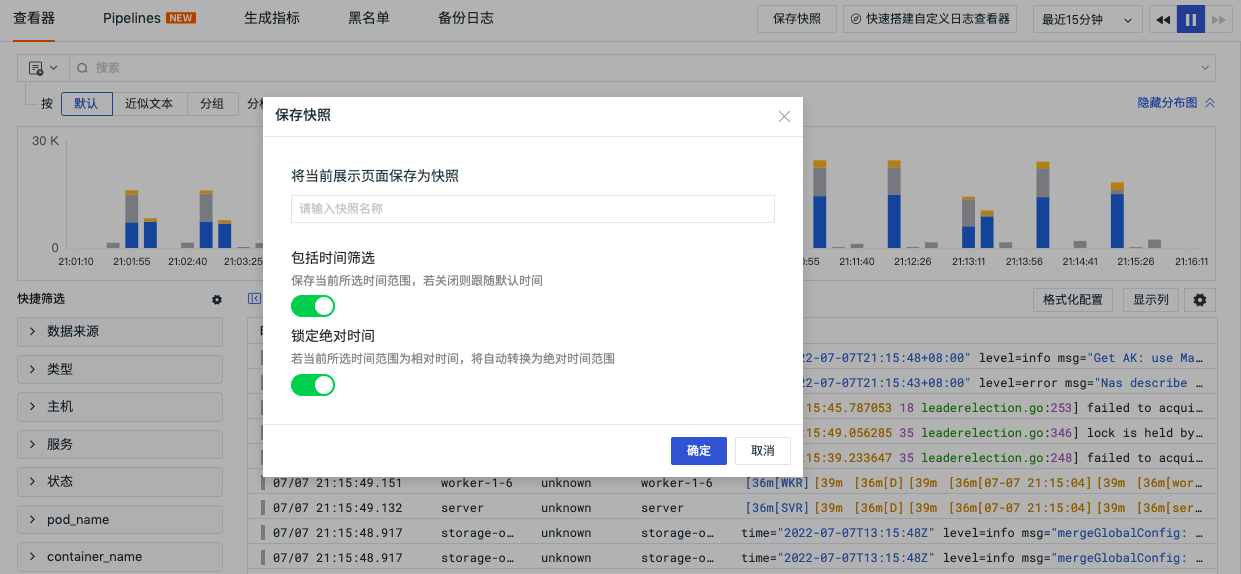 查看器 Pipelines NEW 生成指标 黑名单 备份日志 保存快照 快速搭建自定义日志查看器 最近15分钟
搜索
按 默认 近似文本 分组
隐藏分布图
保存快照
将当前展示页面保存为快照
请输入快照名称
包括时间筛选
保存当前所选时间范围，若关闭则跟随默认时间
锁定绝对时间
若当前所选时间范围为相对时间，将自动转换为绝对时间范围
确定 取消
30 K
0
21:01:10 21:01:55 21:02:40 21:03:25 :55 21:11:40 21:12:26 21:13:11 21:13:56 21:14:41 21:15:26 21:16:11
快捷筛选 格式化配置 显示列
数据来源
类型
主机
服务
状态
pod_name
container_name
22-07-07T21:15:48+08:00" level=info msg="Get AK: use Ma…
22-07-07T21:15:43+08:00" level=error msg="Nas describe …
:15:45.787053 18 leaderelection.go:253] failed to acqui…
:15:49.056285 35 leaderelection.go:346] lock is held by…
:15:39.233647 35 leaderelection.go:248] failed to acqui…
07/07 21:15:49.151 worker-1-6 unknown worker-1-6 [36m[WKR][39m [36m[D][39m [36m[07-07 21:15:04][39m [36m[wor…
07/07 21:15:49.132 server unknown server [36m[SVR][39m [36m[D][39m [36m[07-07 21:15:04][39m [36m[ser…
07/07 21:15:48.917 storage-o… unknown storage-o… time="2022-07-07T13:15:48Z" level=info msg="mergeGlobalConfig: …
07/07 21:15:48.917 storage-o… unknown storage-o… time="2022-07-07T13:15:48Z" level=info msg="mergeGlobalConfig: …